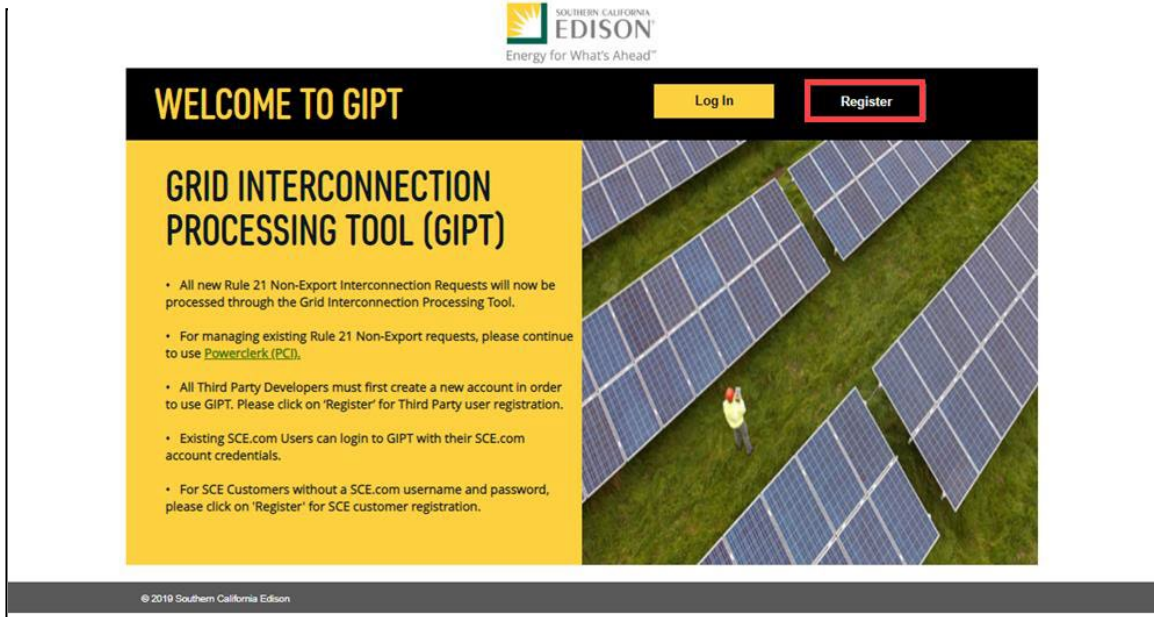 SOUTHERN CALIFORNIA
EDISON®
Energy for What's Ahead℠
WELCOME TO GIPT
Log In
Register
GRID INTERCONNECTION
PROCESSING TOOL (GIPT)
• All new Rule 21 Non-Export Interconnection Requests will now be
processed through the Grid Interconnection Processing Tool.
• For managing existing Rule 21 Non-Export requests, please continue
to use Powerclerk (PCI).
• All Third Party Developers must first create a new account in order
to use GIPT. Please click on ‘Register’ for Third Party user registration.
• Existing SCE.com Users can login to GIPT with their SCE.com
account credentials.
• For SCE Customers without a SCE.com username and password,
please click on 'Register' for SCE customer registration.
© 2019 Southern California Edison